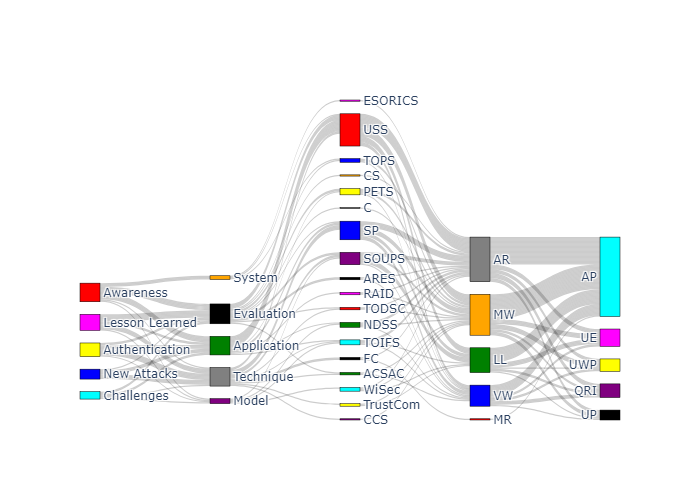 Awareness
Lesson Learned
Authentication
New Attacks
Challenges
System
Evaluation
Application
Technique
Model
ESORICS
USS
TOPS
CS
PETS
C
SP
SOUPS
ARES
RAID
TODSC
NDSS
TOIFS
FC
ACSAC
WiSec
TrustCom
CCS
AR
MW
LL
VW
MR
AP
UE
UWP
QRI
UP